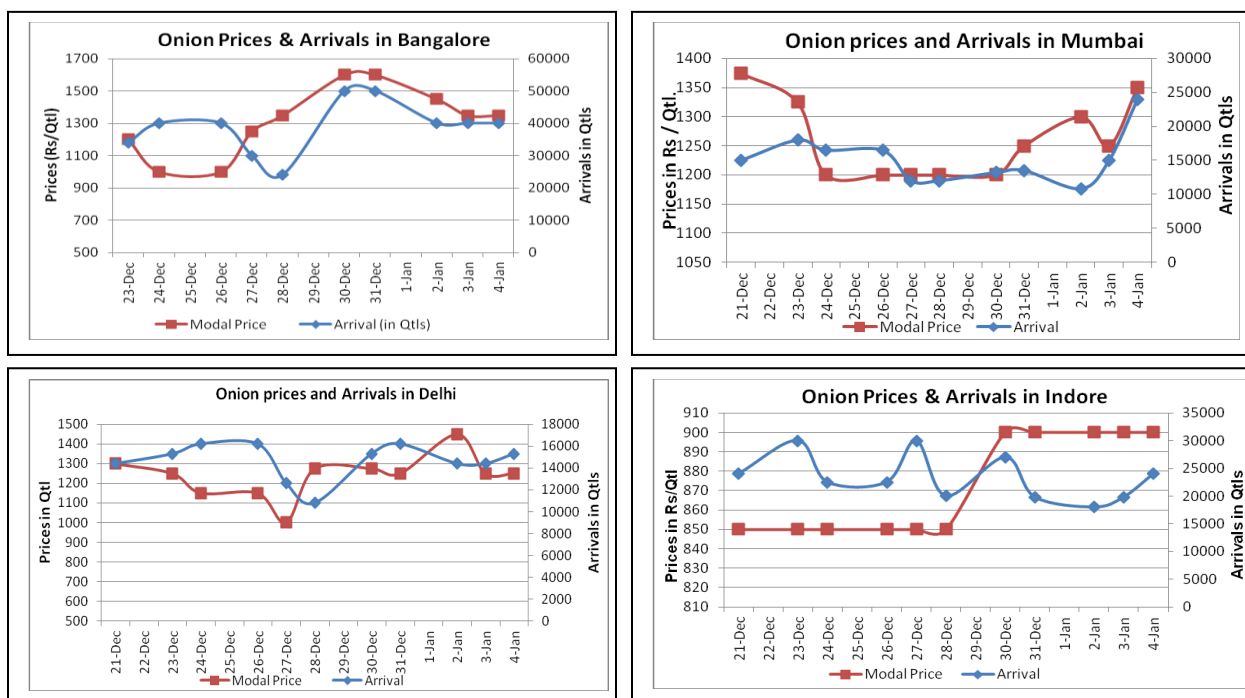 Onion Prices & Arrivals in Bangalore
Prices (Rs/Qtl)
1700
1500
1300
1100
900
700
500
60000
50000
40000
30000
20000
10000
0
Arrivals in Qtls
23-Dec
24-Dec
25-Dec
26-Dec
27-Dec
28-Dec
29-Dec
30-Dec
31-Dec
1-Jan
2-Jan
3-Jan
4-Jan
Modal Price
Arrival (in Qtls)
Onion prices and Arrivals in Mumbai
Prices in Rs / Qtl.
1400
1350
1300
1250
1200
1150
1100
1050
30000
25000
20000
15000
10000
5000
0
Arrivals in Qtls
21-Dec
22-Dec
23-Dec
24-Dec
25-Dec
26-Dec
27-Dec
28-Dec
29-Dec
30-Dec
31-Dec
1-Jan
2-Jan
3-Jan
4-Jan
Modal Price
Arrival
Onion prices and Arrivals in Delhi
Prices in Qtl
1500
1400
1300
1200
1100
1000
900
800
700
600
500
18000
16000
14000
12000
10000
8000
6000
4000
2000
0
Arrivals in Qtls
21-Dec
22-Dec
23-Dec
24-Dec
25-Dec
26-Dec
27-Dec
28-Dec
29-Dec
30-Dec
31-Dec
1-Jan
2-Jan
3-Jan
4-Jan
Modal Price
Arrival
Onion Prices & Arrivals in Indore
Prices in Rs/Qtl
910
900
890
880
870
860
850
840
830
820
810
35000
30000
25000
20000
15000
10000
5000
0
Arrivals in Qtls
21-Dec
22-Dec
23-Dec
24-Dec
25-Dec
26-Dec
27-Dec
28-Dec
29-Dec
30-Dec
31-Dec
1-Jan
2-Jan
3-Jan
4-Jan
Modal Price
Arrival